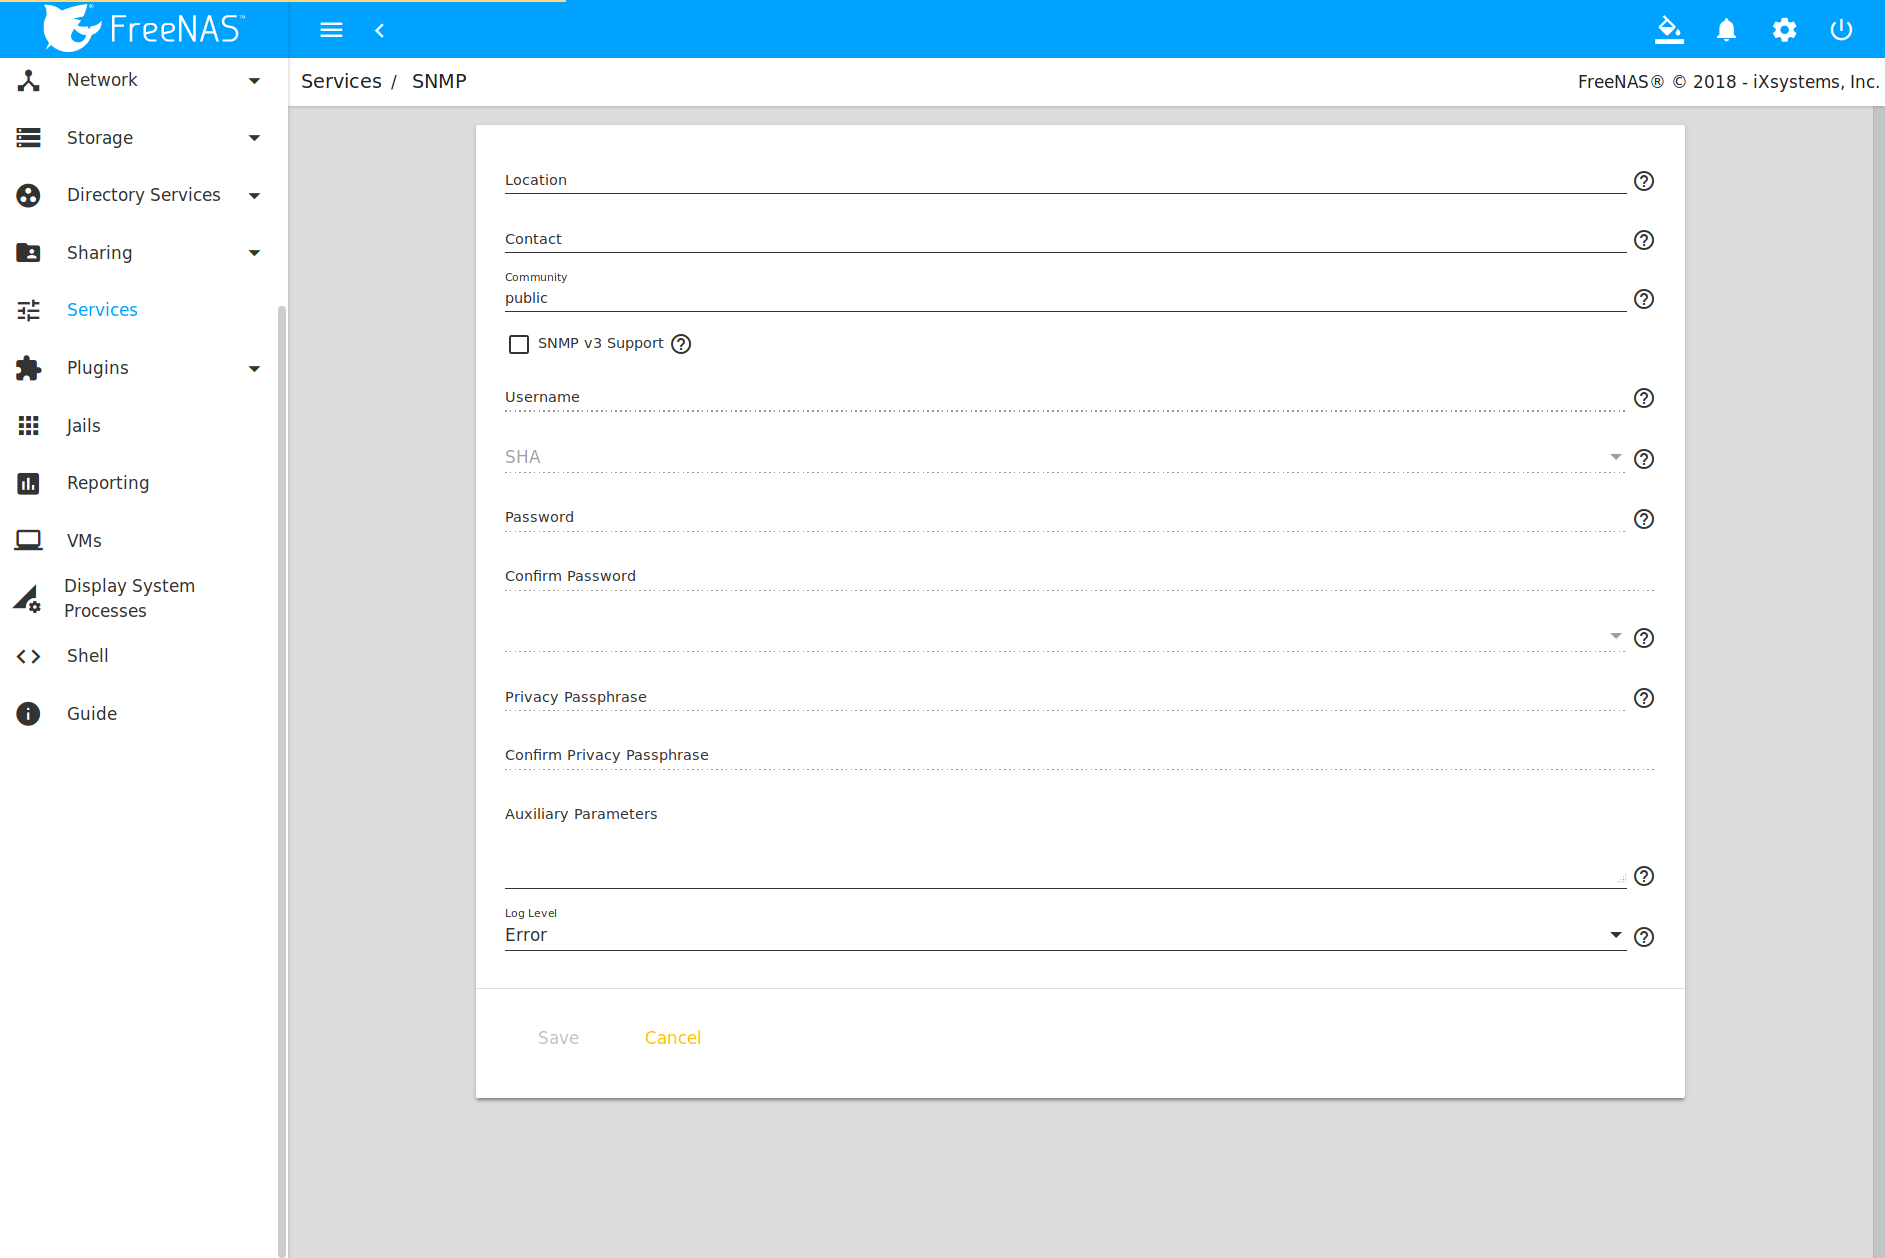 FreeNAS™
Services / SNMP
FreeNAS® © 2018 - iXsystems, Inc.
Network
Storage
Directory Services
Sharing
Services
Plugins
Jails
Reporting
VMs
Display System
Processes
Shell
Guide
Location
Contact
Community
public
SNMP v3 Support
Username
SHA
Password
Confirm Password
Privacy Passphrase
Confirm Privacy Passphrase
Auxiliary Parameters
Log Level
Error
Save Cancel